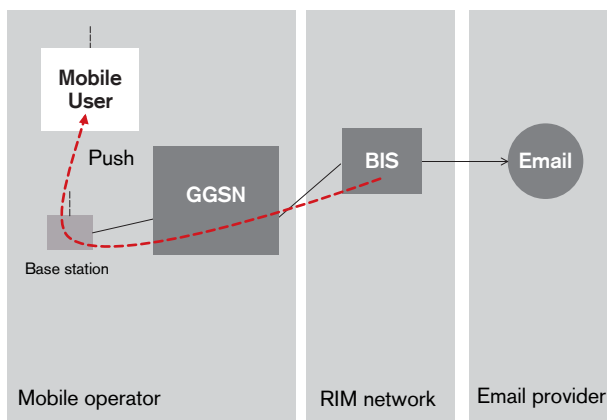 Mobile
User
Push
GGSN
BIS
Email
Base station
Mobile operator
RIM network
Email provider